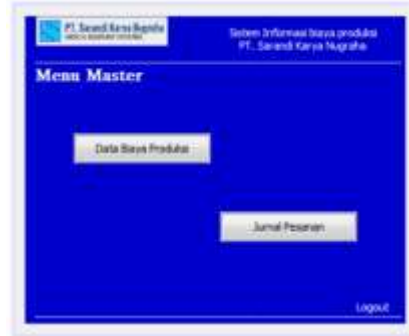 PT. Sarandi Karya Nugraha
Sistem Informasi biaya produksi
PT. Sarandi Karya Nugraha
Menu Master
Data Biaya Produksi
Jurnal Pesanan
Logout